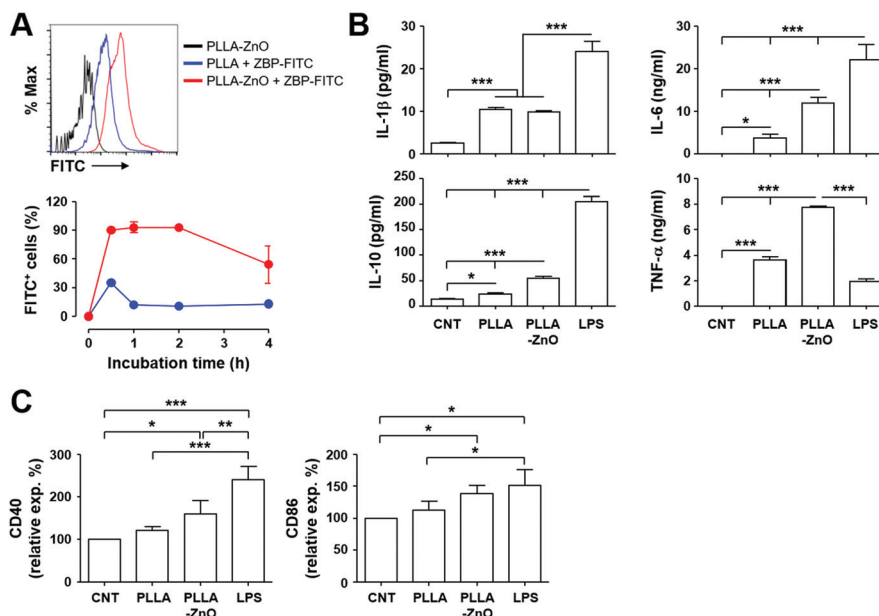 A
% Max
FITC
PLLA-ZnO
PLLA + ZBP-FITC
PLLA-ZnO + ZBP-FITC
FITC⁺ cells (%)
120
90
60
30
0
0 1 2 3 4
Incubation time (h)
B
IL-1β (pg/ml)
30
20
10
0
***
***
IL-6 (ng/ml)
30
20
10
0
***
***
*
IL-10 (pg/ml)
250
200
150
100
50
0
***
***
*
CNT PLLA PLLA LPS
-ZnO
TNF-α (ng/ml)
8
6
4
2
0
***
***
***
CNT PLLA PLLA LPS
-ZnO
C
CD40
(relative exp. %)
300
200
100
0
***
* **
***
CNT PLLA PLLA LPS
-ZnO
CD86
(relative exp. %)
200
150
100
50
0
*
*
*
CNT PLLA PLLA LPS
-ZnO